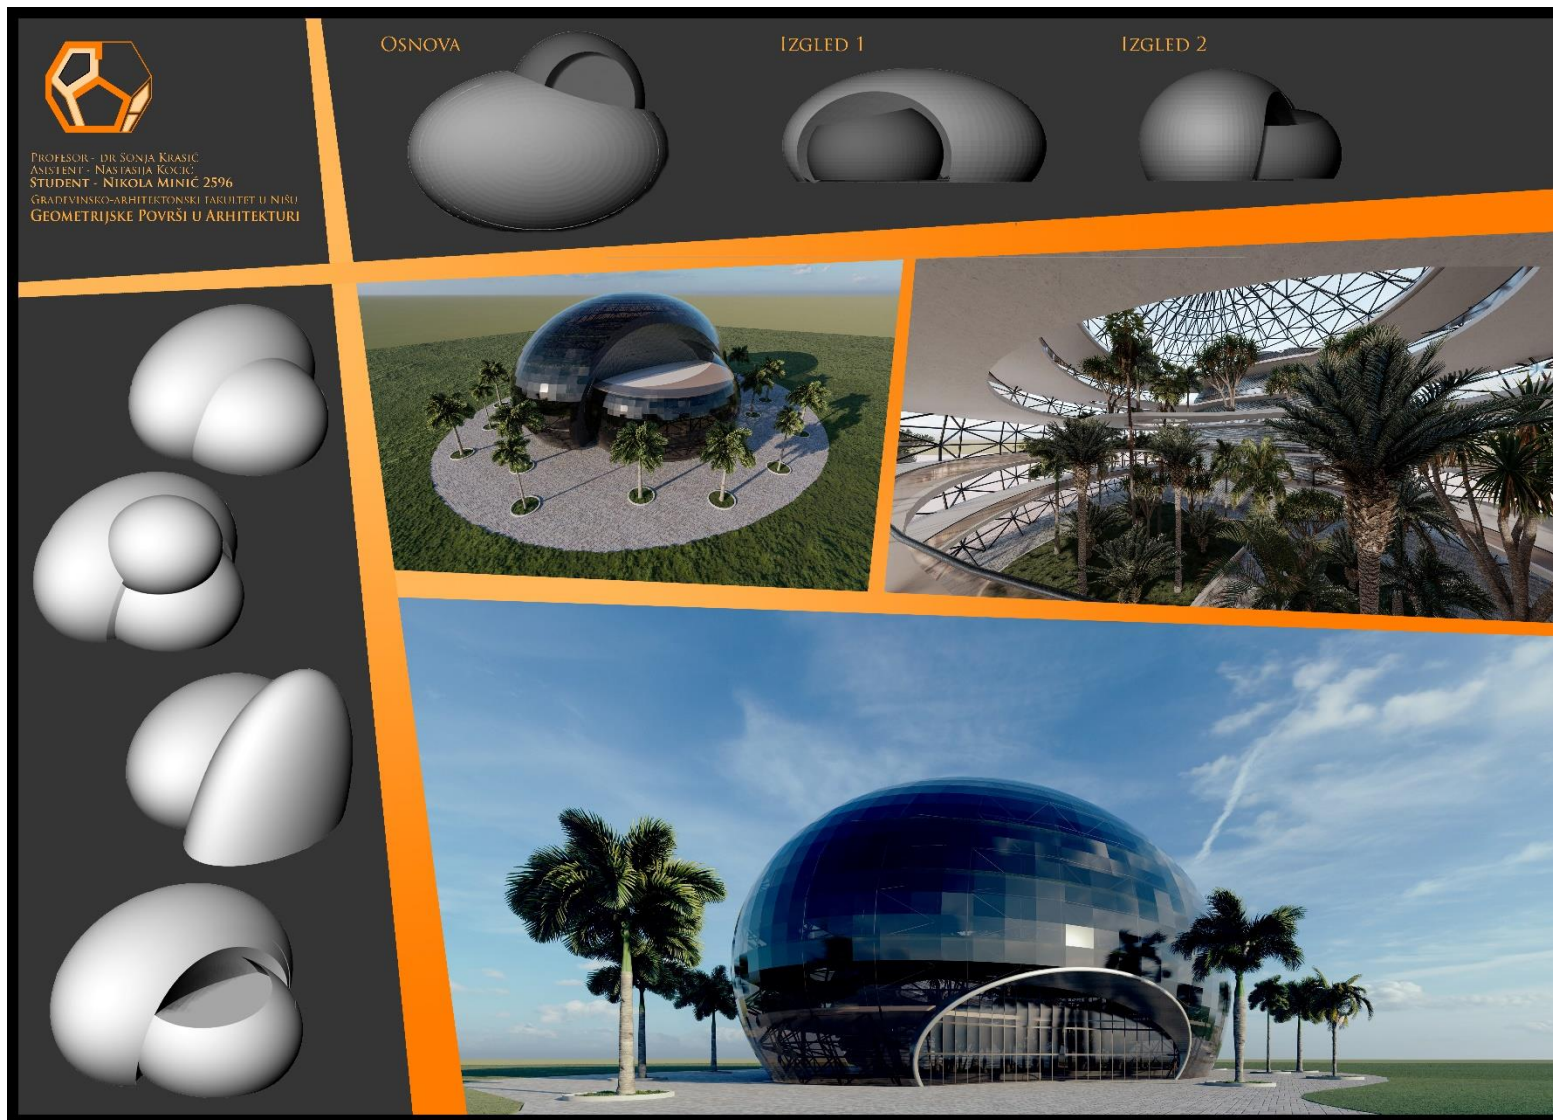 Osnova
Izgled 1
Izgled 2
Profesor - dr Sonja Krasić
Asistent - Nastasija Kocić
Student - Nikola Minić 2596
Građevinsko-arhitektonski fakultet u Nišu
Geometrijske Površi u Arhitekturi